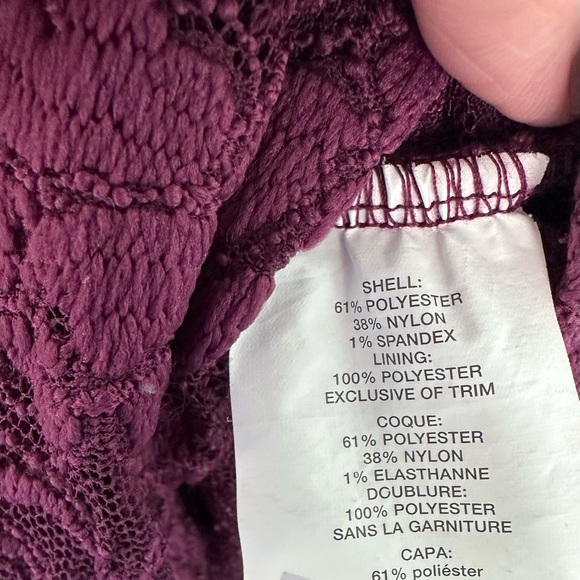 SHELL:
61% POLYESTER
38% NYLON
1% SPANDEX
LINING:
100% POLYESTER
EXCLUSIVE OF TRIM
COQUE:
61% POLYESTER
38% NYLON
1% ELASTHANNE
DOUBLURE:
100% POLYESTER
SANS LA GARNITURE
CAPA:
61% poliéster